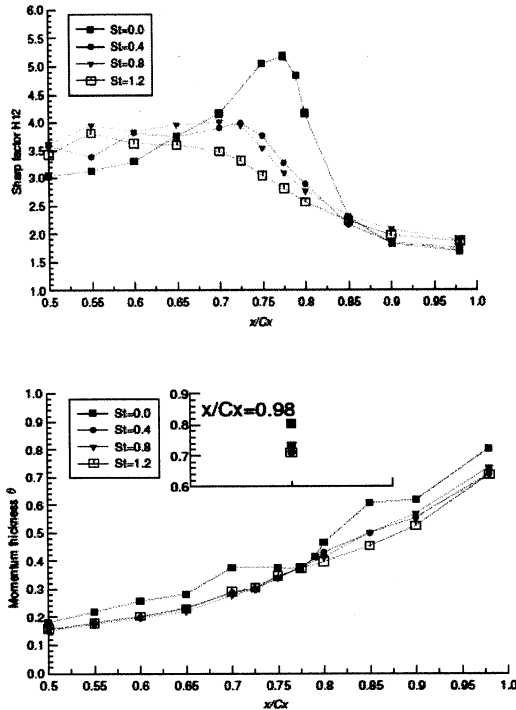 6.0
5.5
5.0
4.5
4.0
3.5
3.0
2.5
2.0
1.5
1.0
Sharp factor H12
St=0.0
St=0.4
St=0.8
St=1.2
0.5 0.55 0.6 0.65 0.7 0.75 0.8 0.85 0.9 0.95 1.0
x/Cx
1.0
0.9
0.8
0.7
0.6
0.5
0.4
0.3
0.2
0.1
0.0
Momentum thickness θ
St=0.0
St=0.4
St=0.8
St=1.2
0.9
0.8
0.7
0.6
x/Cx=0.98
0.5 0.55 0.6 0.65 0.7 0.75 0.8 0.85 0.9 0.95 1.0
x/Cx